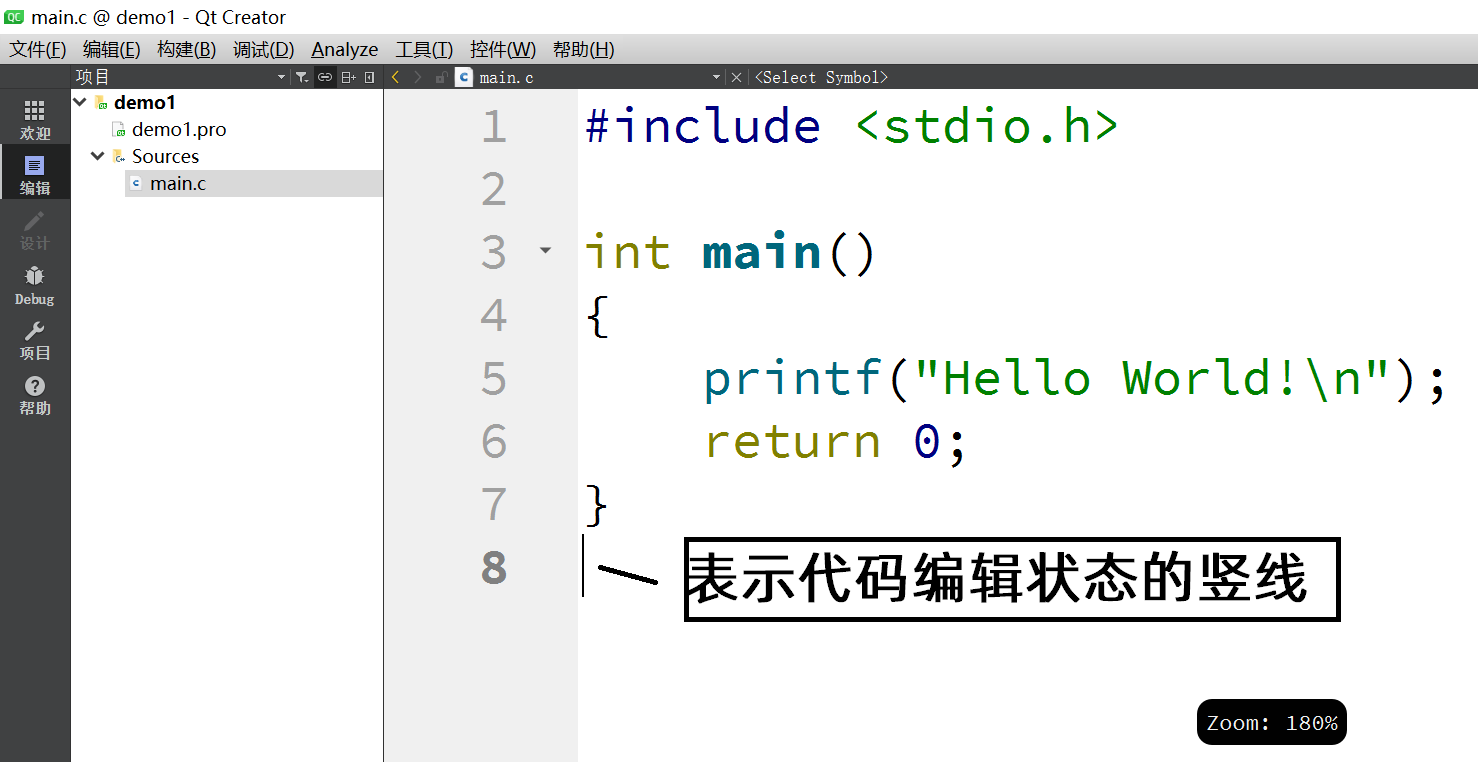 QC main.c @ demo1 - Qt Creator
文件(F) 编辑(E) 构建(B) 调试(D) Analyze 工具(T) 控件(W) 帮助(H)
项目
main.c
<Select Symbol>
欢迎
编辑
设计
Debug
项目
帮助
demo1
demo1.pro
Sources
main.c
1 #include <stdio.h>
2
3 int main()
4 {
5     printf("Hello World!\n");
6     return 0;
7 }
8
表示代码编辑状态的竖线
Zoom: 180%